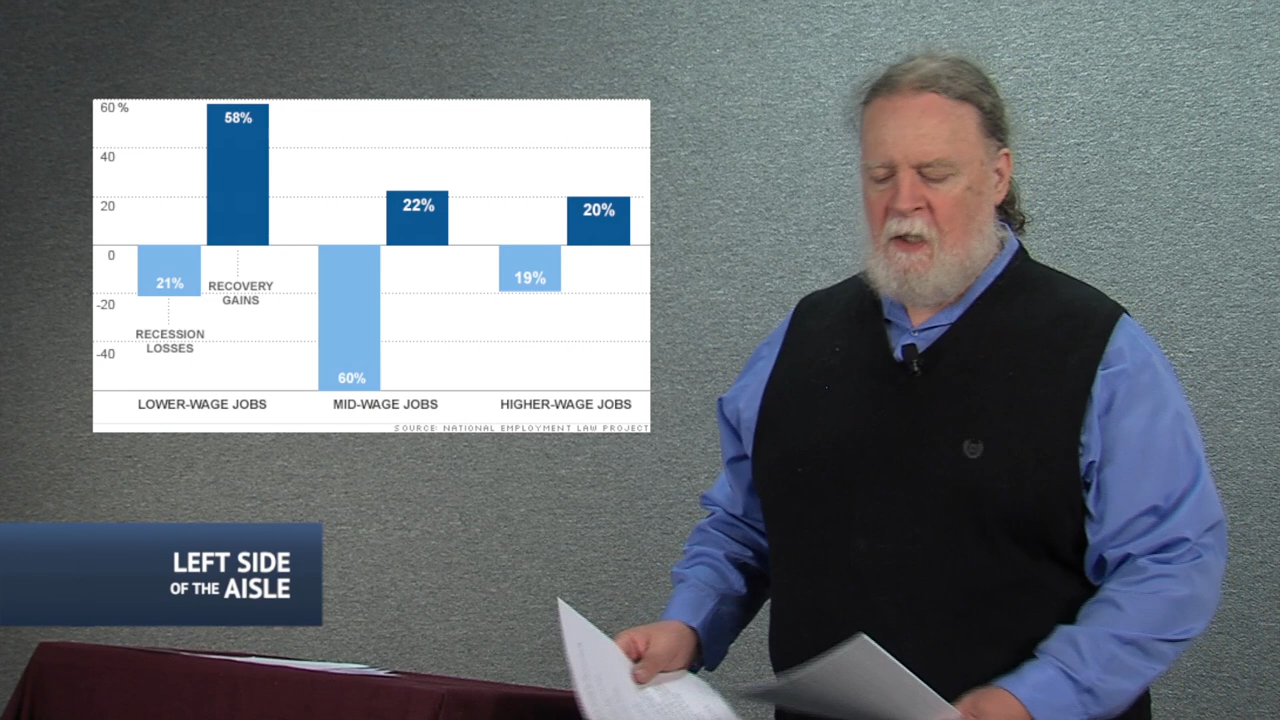 60 %
58%
40
20
22%
20%
0
21%
RECOVERY
GAINS
19%
-20
RECESSION
LOSSES
-40
60%
LOWER-WAGE JOBS
MID-WAGE JOBS
HIGHER-WAGE JOBS
SOURCE: NATIONAL EMPLOYMENT LAW PROJECT
LEFT SIDE
OF THE AISLE